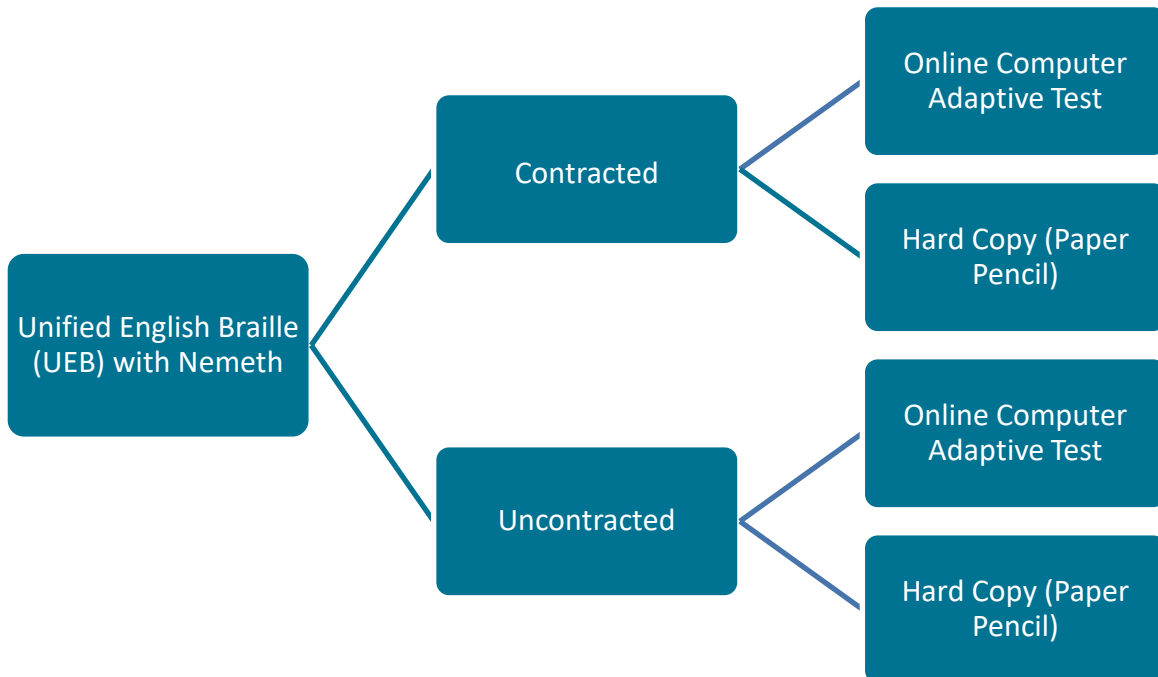 Unified English Braille
(UEB) with Nemeth
Contracted
Online Computer
Adaptive Test
Hard Copy (Paper
Pencil)
Uncontracted
Online Computer
Adaptive Test
Hard Copy (Paper
Pencil)